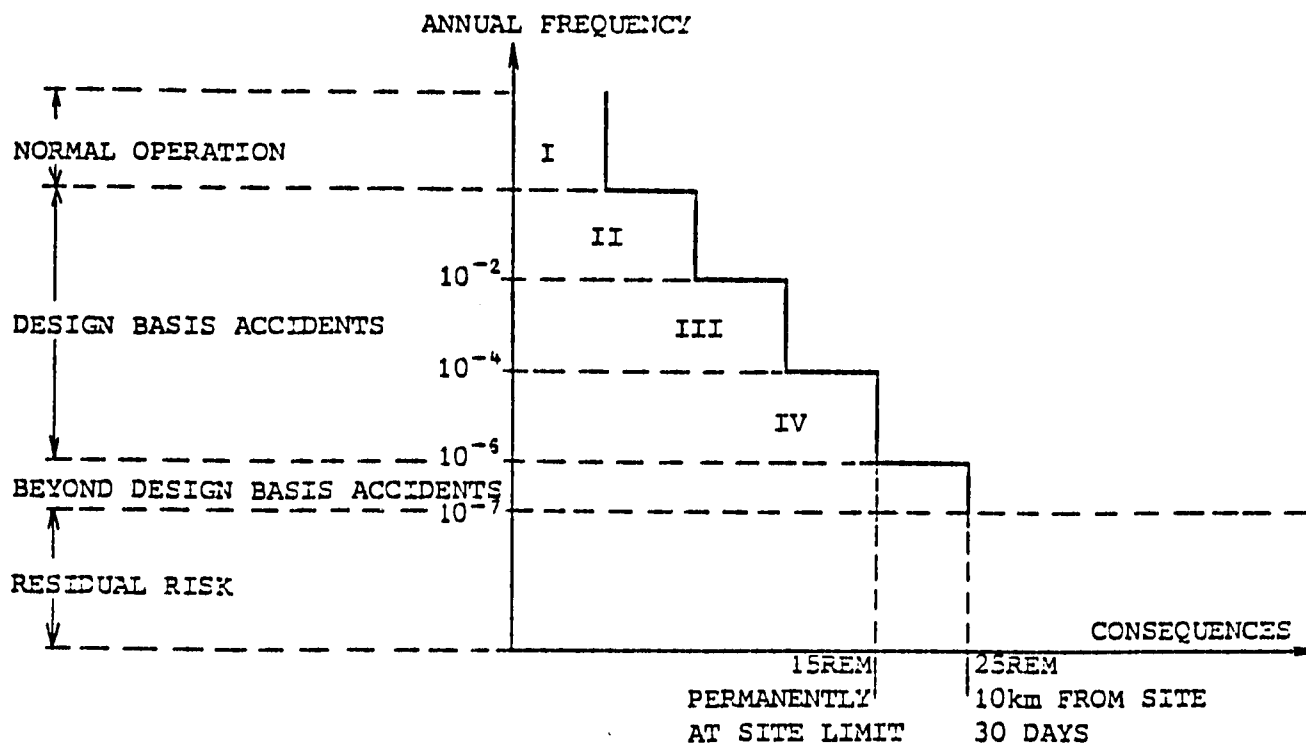 ANNUAL FREQUENCY
NORMAL OPERATION
I
II
10⁻²
DESIGN BASIS ACCIDENTS
III
10⁻⁴
IV
10⁻⁶
BEYOND DESIGN BASIS ACCIDENTS
10⁻⁷
RESIDUAL RISK
CONSEQUENCES
15REM
PERMANENTLY
AT SITE LIMIT
25REM
10km FROM SITE
30 DAYS